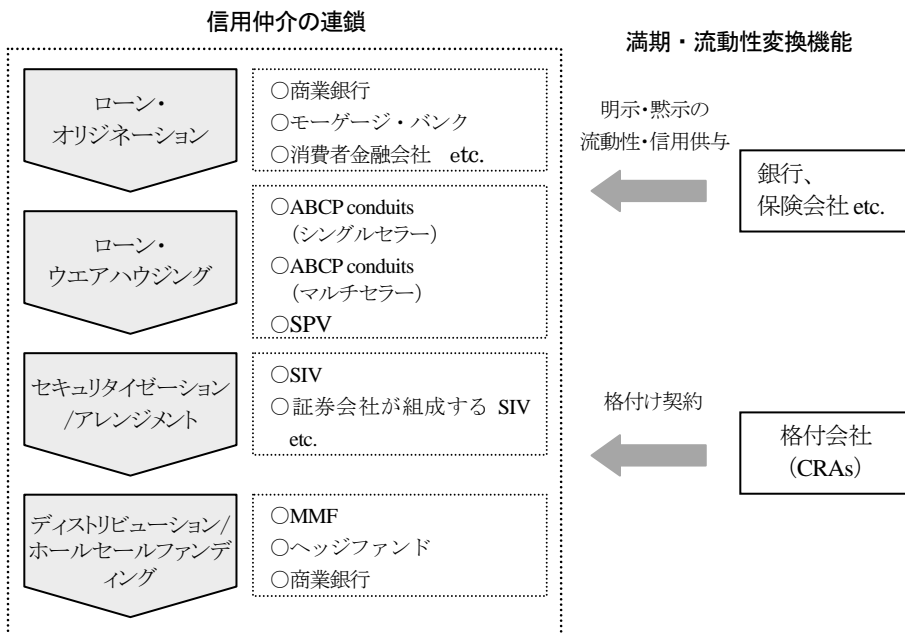 信用仲介の連鎖
満期・流動性変換機能
ローン・
オリジネーション
○商業銀行
○モーゲージ・バンク
○消費者金融会社 etc.
明示・黙示の
流動性・信用供与
銀行、
保険会社 etc.
ローン・
ウエアハウジング
○ABCP conduits
（シングルセラー）
○ABCP conduits
（マルチセラー）
○SPV
セキュリタイゼーション
/アレンジメント
○SIV
○証券会社が組成する SIV
etc.
格付け契約
格付会社
（CRAs）
ディストリビューション/
ホールセールファンデ
ィング
○MMF
○ヘッジファンド
○商業銀行